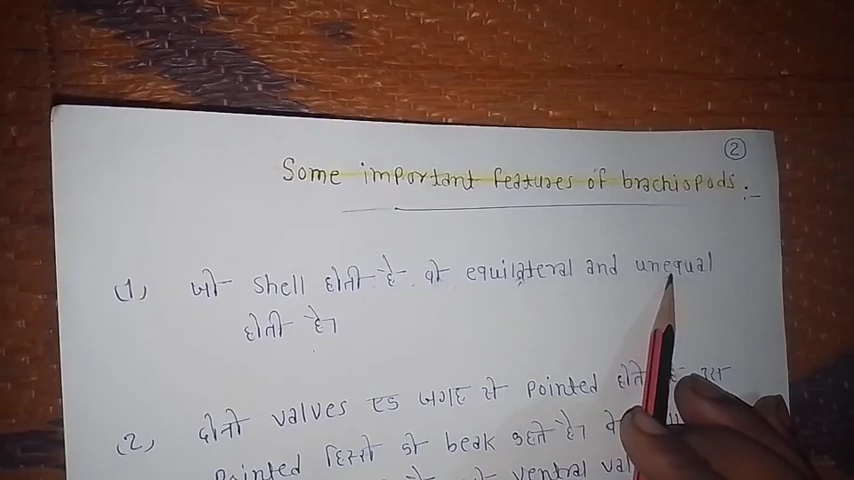 2
Some important features of brachiopods :-
(1) जो shell होती है वो equilateral and unequal
होती है।
(2) दोनो valves एक जगह से pointed होते है उस
Pointed हिस्से को beak कहते है। वे
ventral val